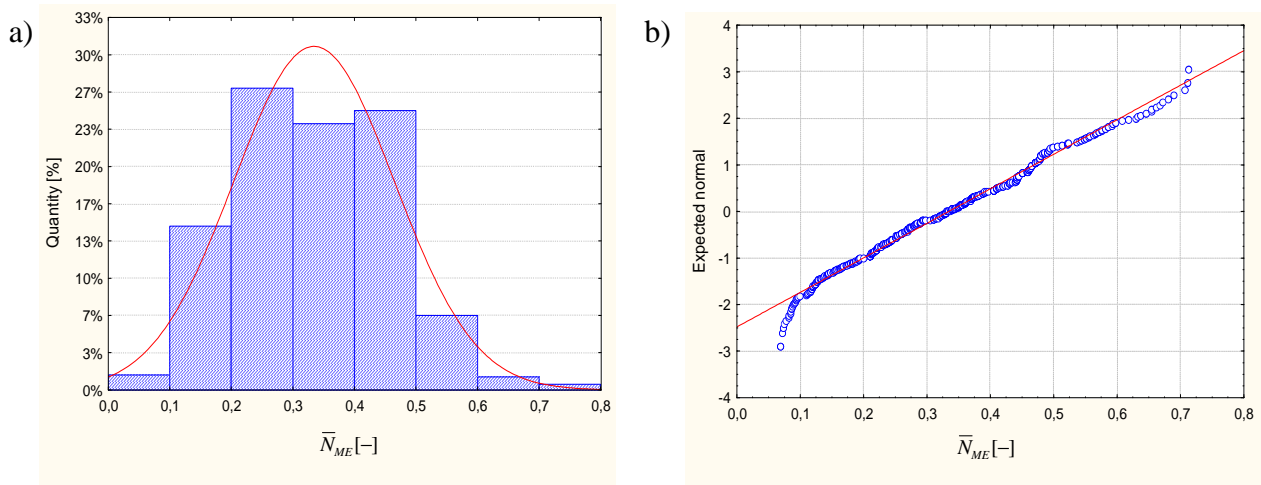 a)
Quantity [%]
33%
30%
27%
23%
20%
17%
13%
10%
7%
3%
0%
0,0 0,1 0,2 0,3 0,4 0,5 0,6 0,7 0,8
N̅_ME [–]
b)
Expected normal
4
3
2
1
0
-1
-2
-3
-4
0,0 0,1 0,2 0,3 0,4 0,5 0,6 0,7 0,8
N̅_ME [–]